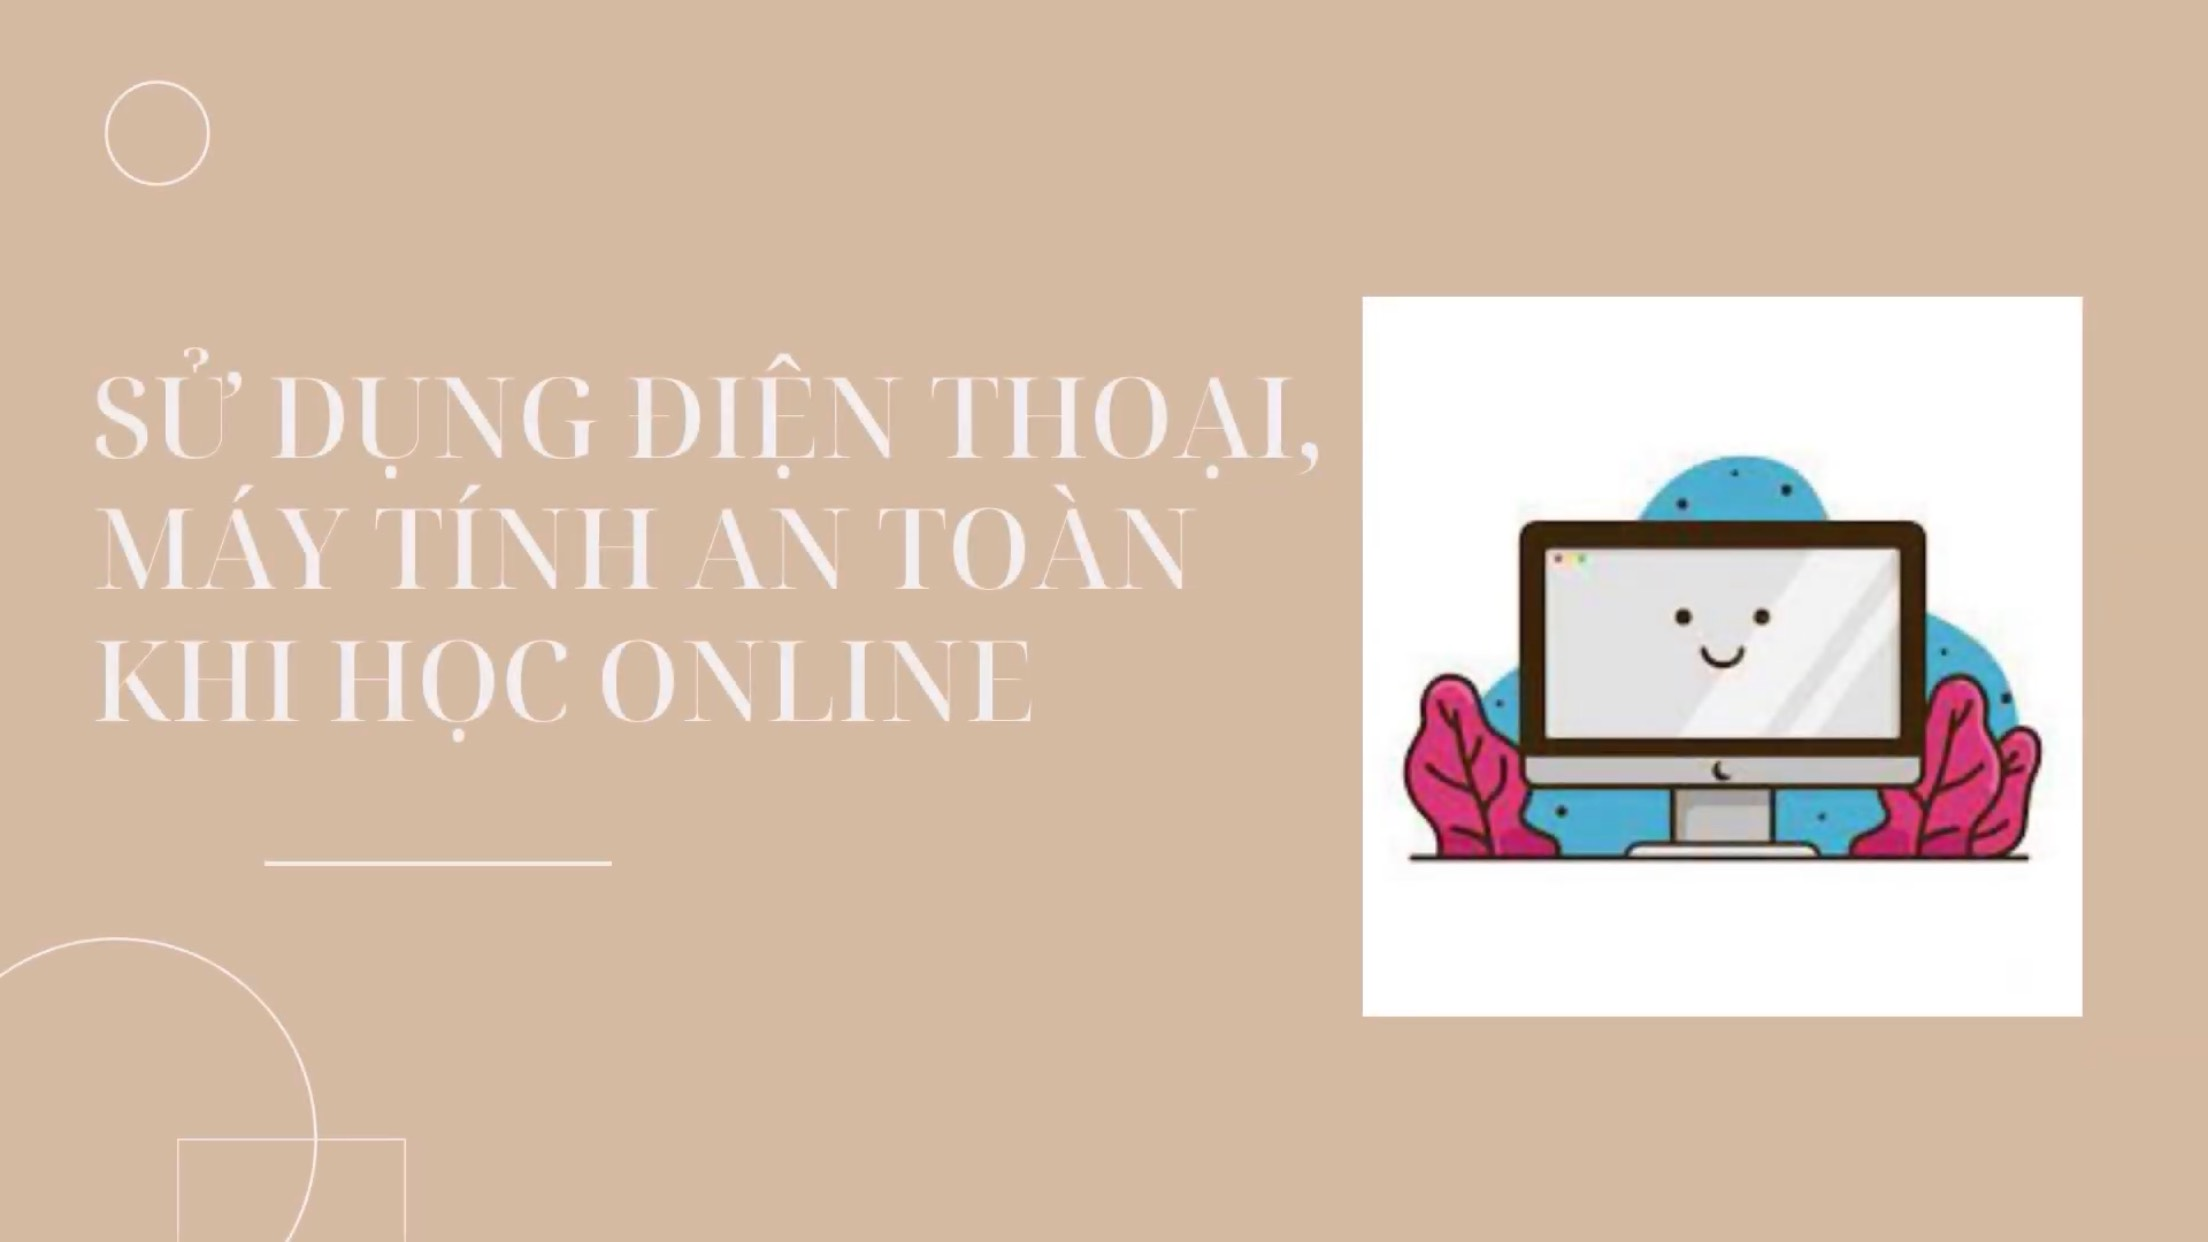 SỬ DỤNG ĐIỆN THOẠI,
MÁY TÍNH AN TOÀN
KHI HỌC ONLINE